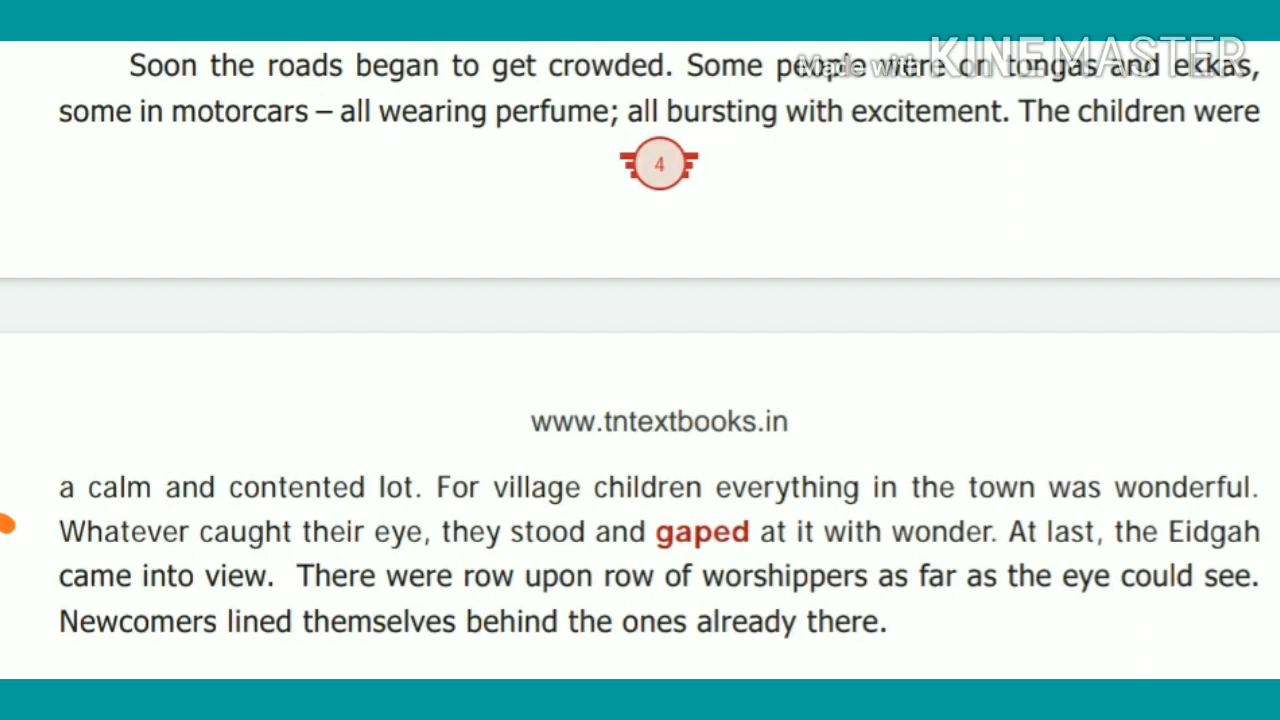 Made with KINEMASTER
Soon the roads began to get crowded. Some people were on tongas and ekkas,
some in motorcars – all wearing perfume; all bursting with excitement. The children were
4
www.tntextbooks.in
a calm and contented lot. For village children everything in the town was wonderful.
Whatever caught their eye, they stood and gaped at it with wonder. At last, the Eidgah
came into view. There were row upon row of worshippers as far as the eye could see.
Newcomers lined themselves behind the ones already there.